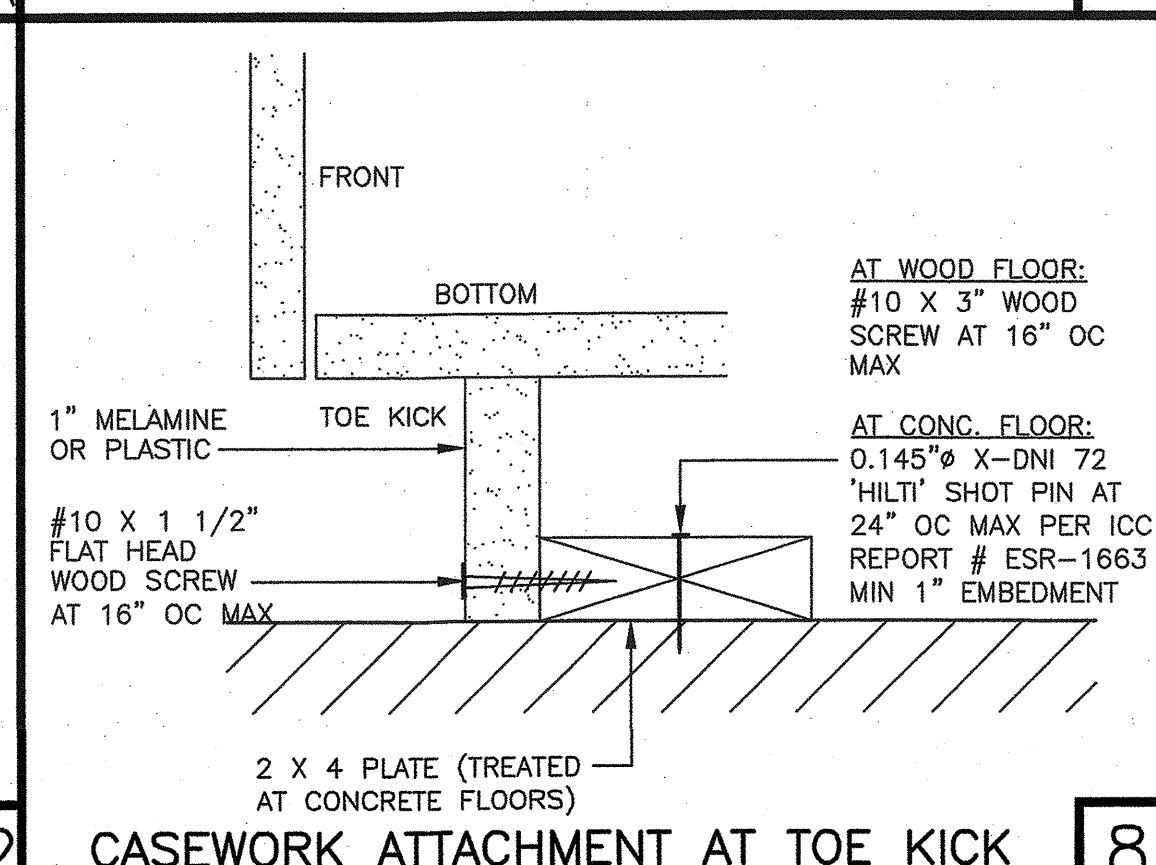 FRONT
BOTTOM
AT WOOD FLOOR:
#10 X 3" WOOD
SCREW AT 16" OC
MAX
1" MELAMINE
OR PLASTIC
TOE KICK
AT CONC. FLOOR:
0.145"ø X-DNI 72
'HILTI' SHOT PIN AT
24" OC MAX PER ICC
REPORT # ESR-1663
MIN 1" EMBEDMENT
#10 X 1 1/2"
FLAT HEAD
WOOD SCREW
AT 16" OC MAX
2 X 4 PLATE (TREATED
AT CONCRETE FLOORS)
CASEWORK ATTACHMENT AT TOE KICK
8